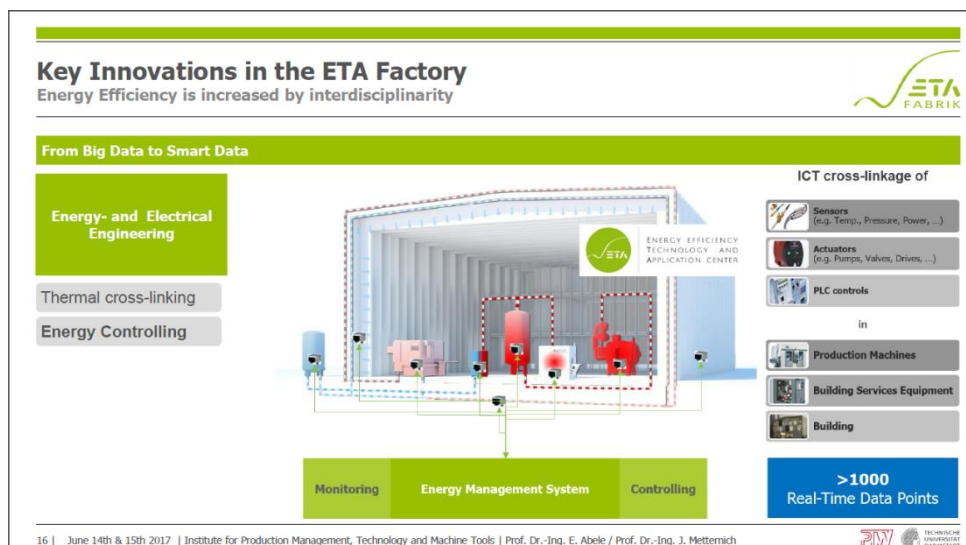 Key Innovations in the ETA Factory
Energy Efficiency is increased by interdisciplinarity
ETA
FABRIK
From Big Data to Smart Data
Energy- and Electrical
Engineering
Thermal cross-linking
Energy Controlling
ETA
ENERGY EFFICIENCY
TECHNOLOGY AND
APPLICATION CENTER
ICT cross-linkage of
Sensors
(e.g. Temp., Pressure, Power, ...)
Actuators
(e.g. Pumps, Valves, Drives, ...)
PLC controls
in
Production Machines
Building Services Equipment
Building
Monitoring
Energy Management System
Controlling
>1000
Real-Time Data Points
16 | June 14th & 15th 2017 | Institute for Production Management, Technology and Machine Tools | Prof. Dr.-Ing. E. Abele / Prof. Dr.-Ing. J. Metternich
PTW
TECHNISCHE
UNIVERSITÄT